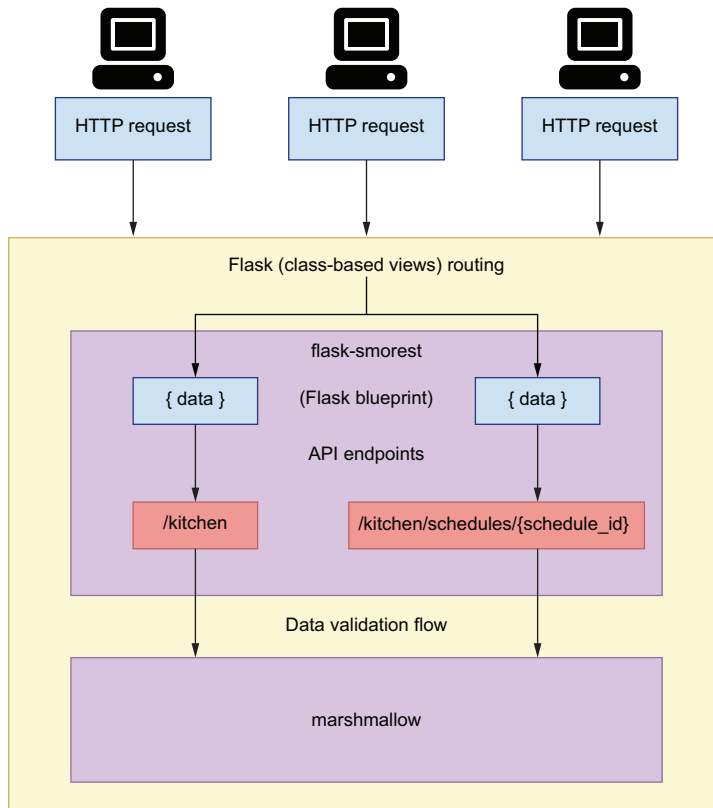 HTTP request
HTTP request
HTTP request
Flask (class-based views) routing
flask-smorest
{ data }
(Flask blueprint)
{ data }
API endpoints
/kitchen
/kitchen/schedules/{schedule_id}
Data validation flow
marshmallow